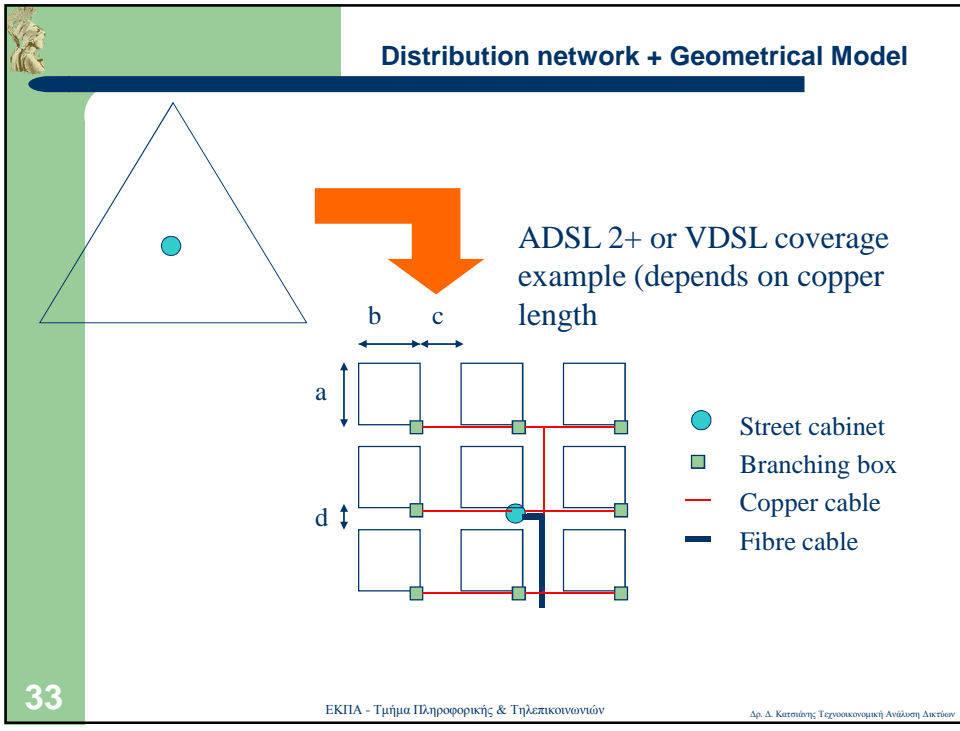 Distribution network + Geometrical Model
ADSL 2+ or VDSL coverage
example (depends on copper
length
b
c
a
d
Street cabinet
Branching box
Copper cable
Fibre cable
33
ΕΚΠΑ - Τμήμα Πληροφορικής & Τηλεπικοινωνιών
Δρ. Δ. Κατσιάνης Τεχνοοικονομική Ανάλυση Δικτύων